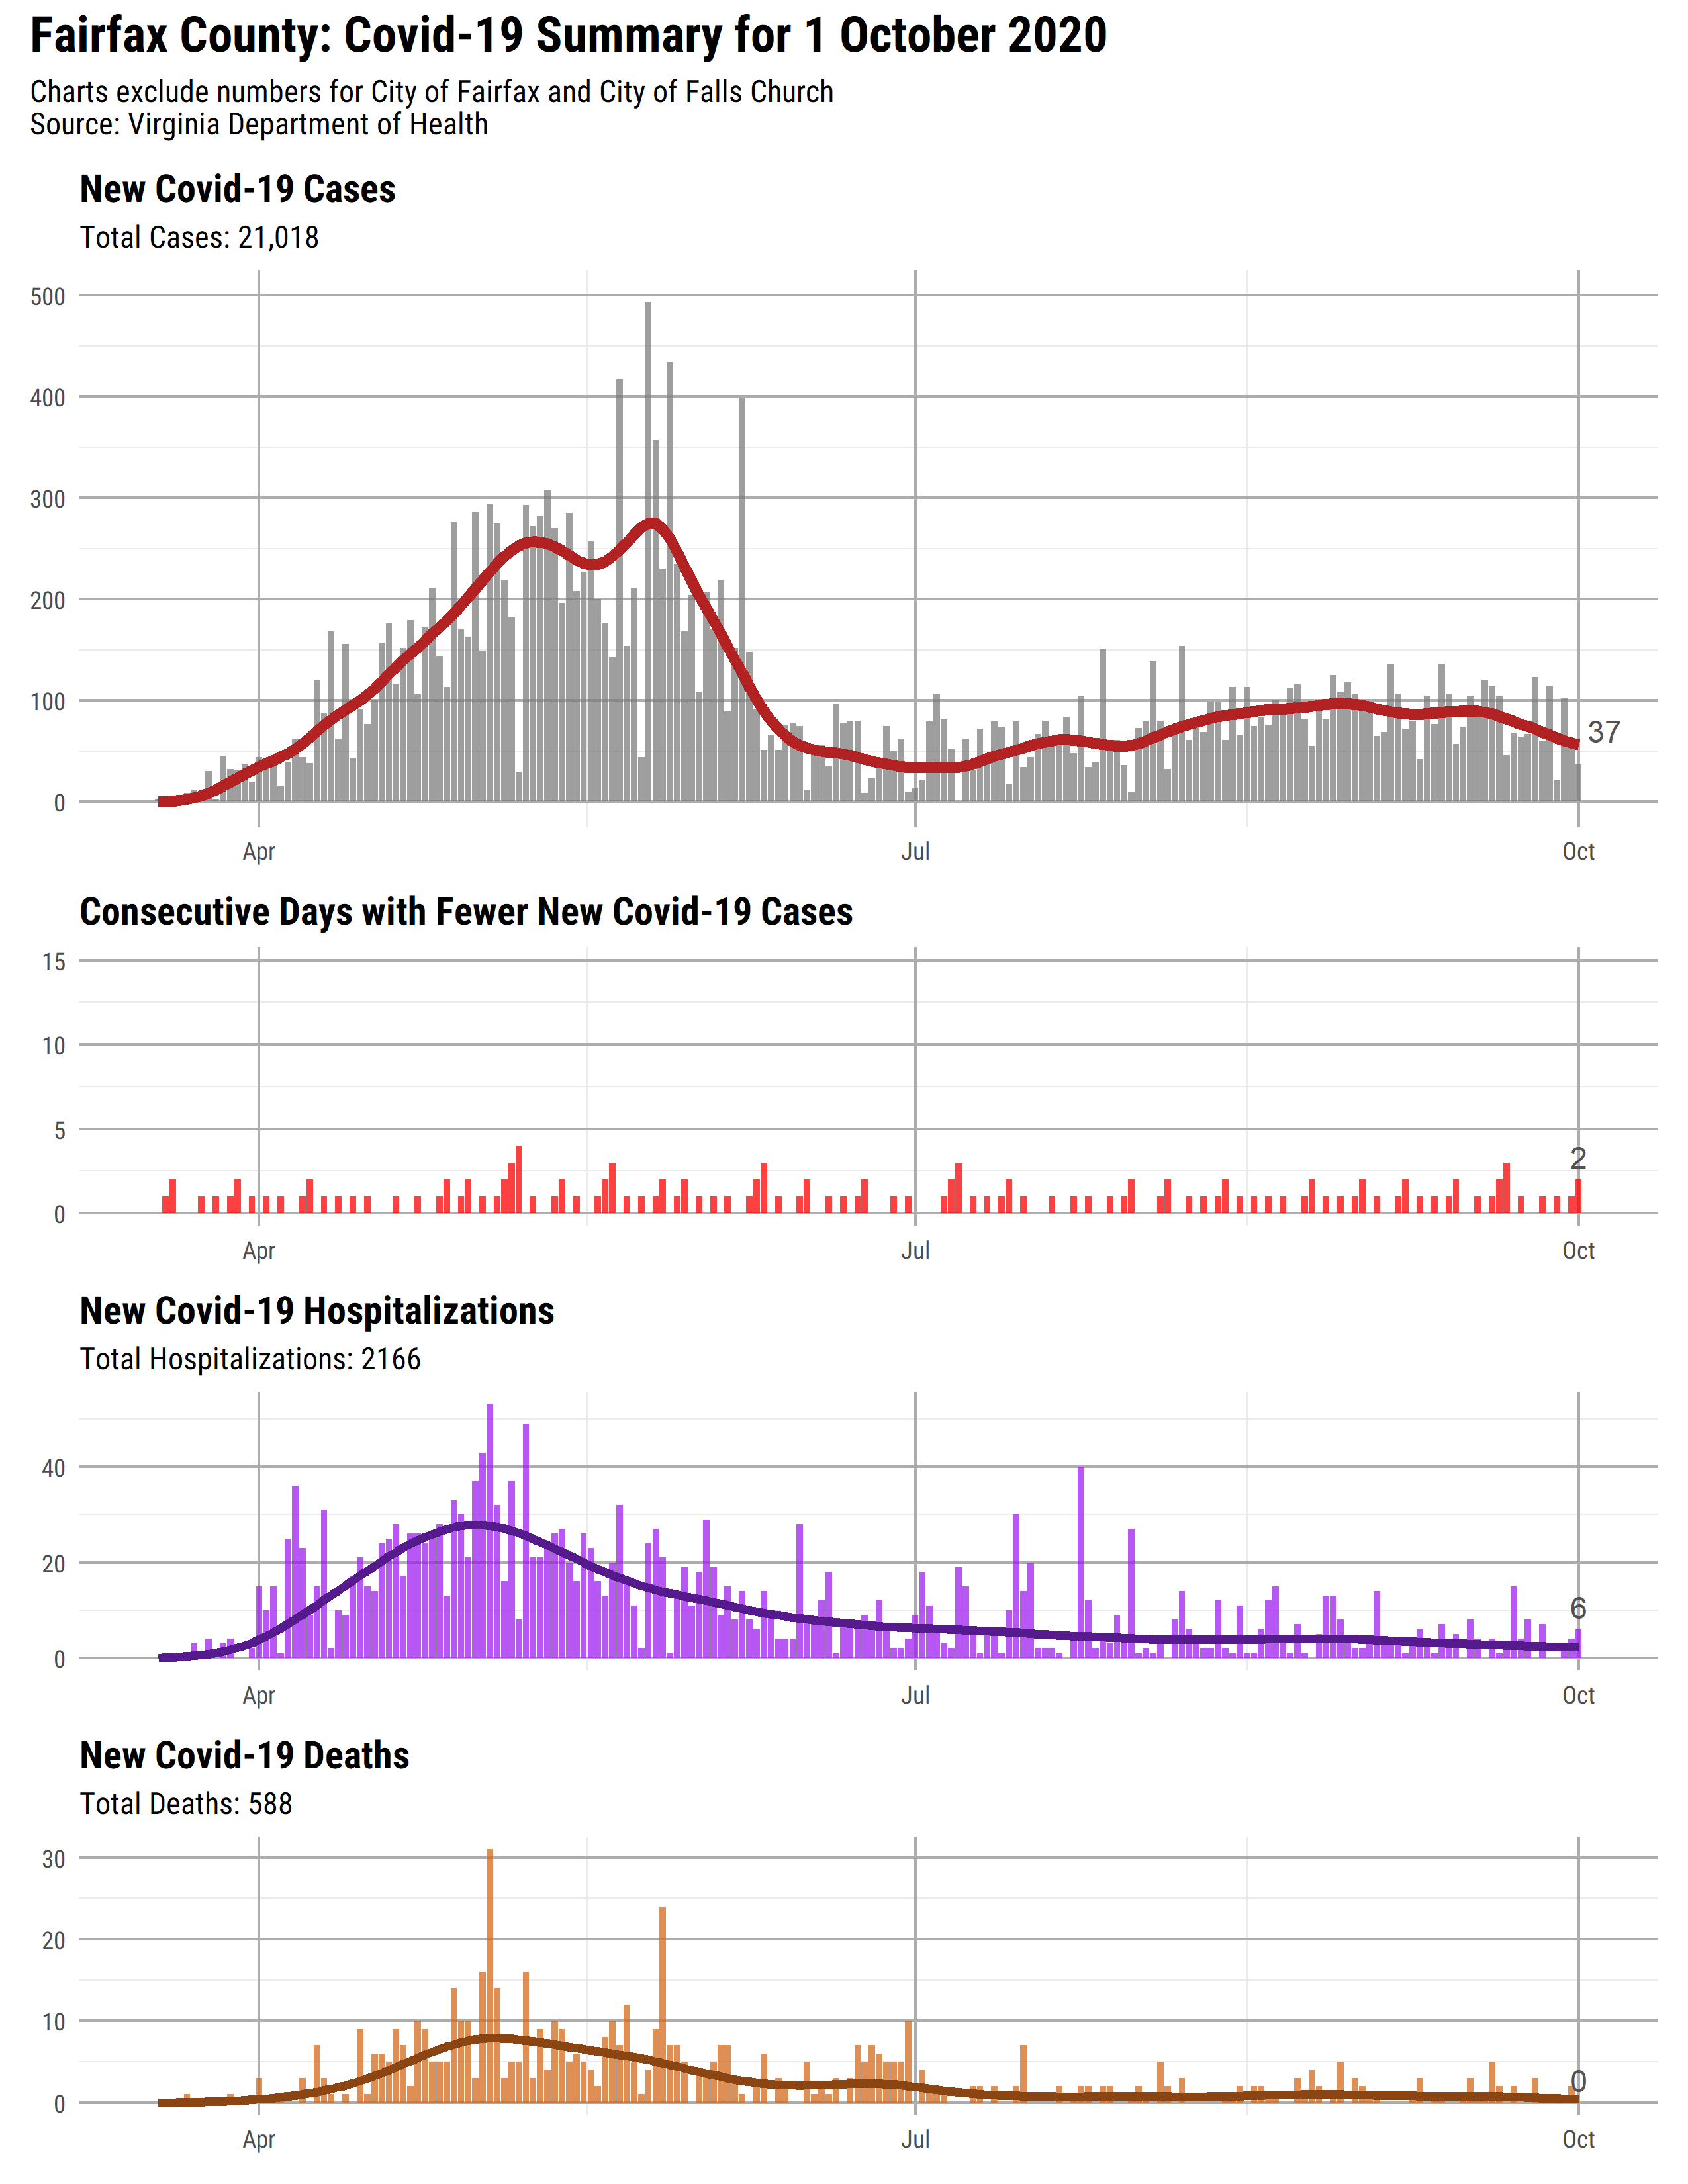 Fairfax County: Covid-19 Summary for 1 October 2020
Charts exclude numbers for City of Fairfax and City of Falls Church
Source: Virginia Department of Health
New Covid-19 Cases
Total Cases: 21,018
500
400
300
200
100
0
37
Apr
Jul
Oct
Consecutive Days with Fewer New Covid-19 Cases
15
10
5
0
2
Apr
Jul
Oct
New Covid-19 Hospitalizations
Total Hospitalizations: 2166
40
20
0
6
Apr
Jul
Oct
New Covid-19 Deaths
Total Deaths: 588
30
20
10
0
0
Apr
Jul
Oct